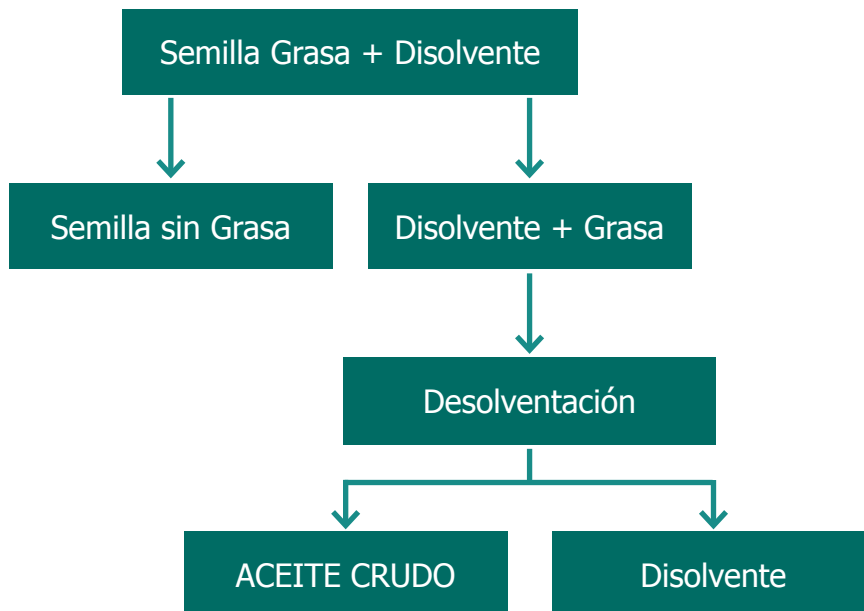 Semilla Grasa + Disolvente
Semilla sin Grasa
Disolvente + Grasa
Desolventación
ACEITE CRUDO
Disolvente